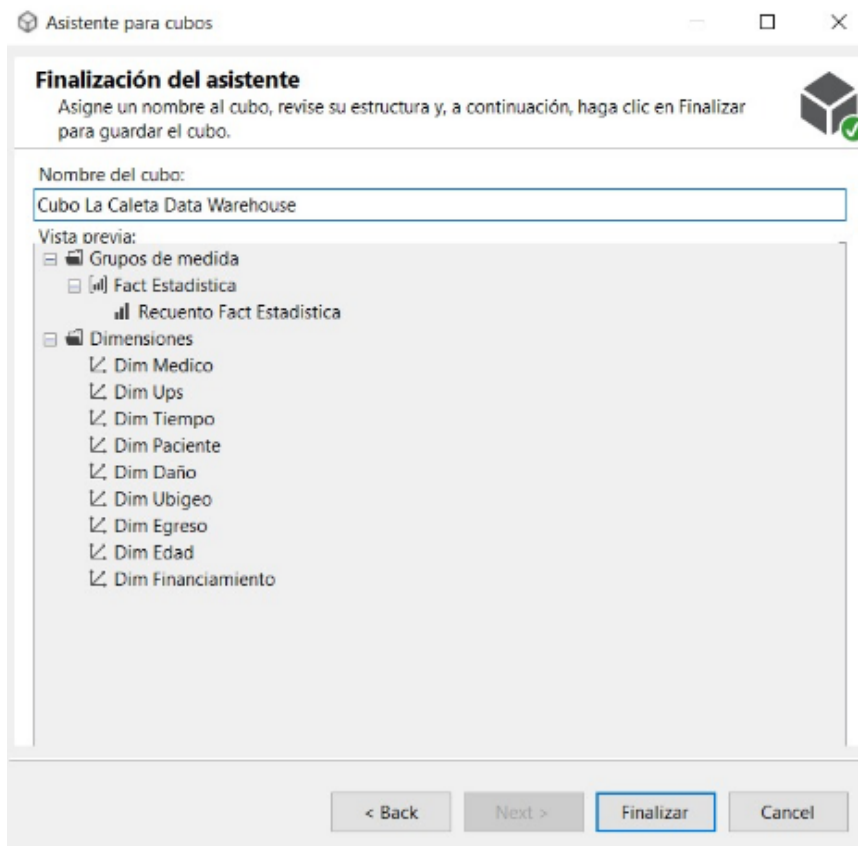 Asistente para cubos
Finalización del asistente
Asigne un nombre al cubo, revise su estructura y, a continuación, haga clic en Finalizar
para guardar el cubo.
Nombre del cubo:
Cubo La Caleta Data Warehouse
Vista previa:
Grupos de medida
Fact Estadistica
Recuento Fact Estadistica
Dimensiones
Dim Medico
Dim Ups
Dim Tiempo
Dim Paciente
Dim Daño
Dim Ubigeo
Dim Egreso
Dim Edad
Dim Financiamiento
< Back Next > Finalizar Cancel